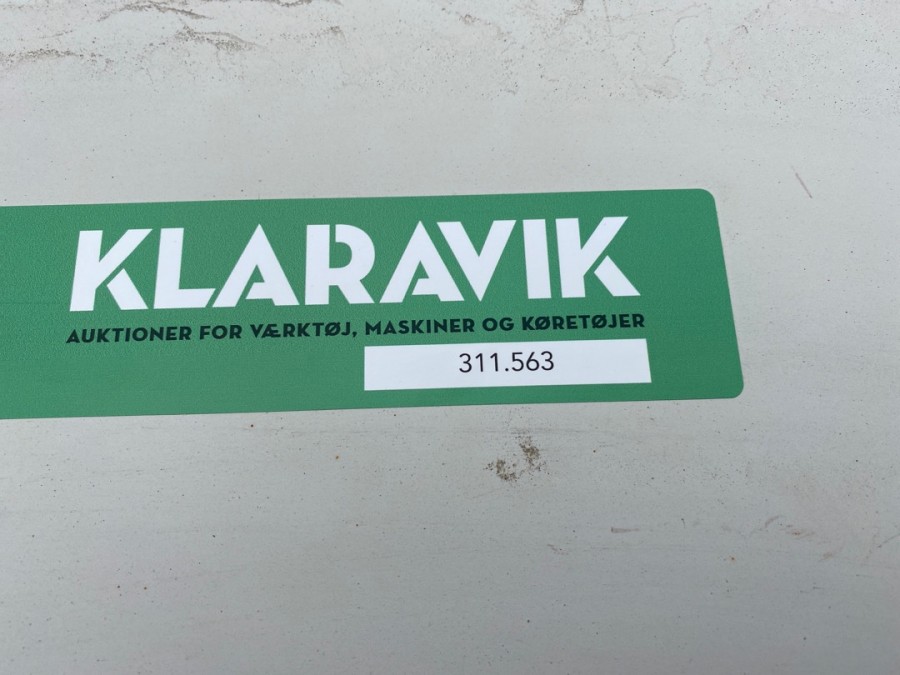 KLARAVIK
AUKTIONER FOR VÆRKTØJ, MASKINER OG KØRETØJER
311.563